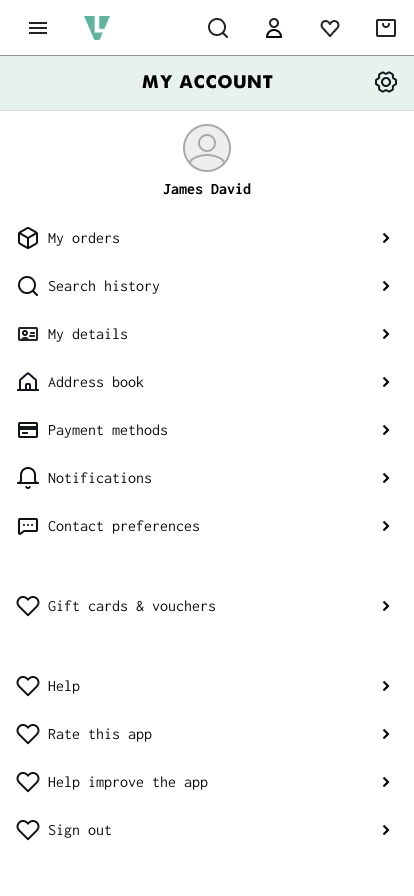 MY ACCOUNT
James David
My orders
Search history
My details
Address book
Payment methods
Notifications
Contact preferences
Gift cards & vouchers
Help
Rate this app
Help improve the app
Sign out